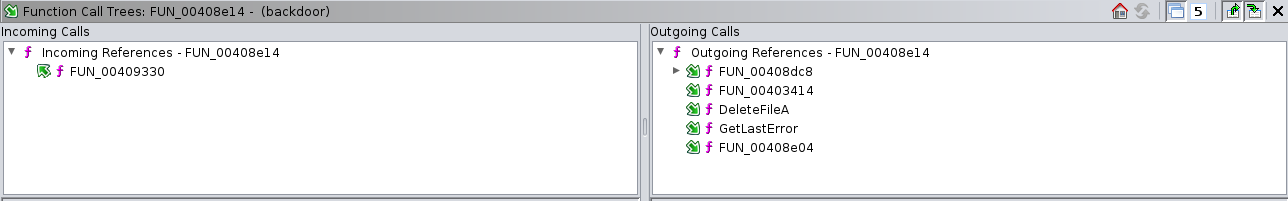 Function Call Trees: FUN_00408e14 - (backdoor)
5
Incoming Calls
Outgoing Calls
f Incoming References - FUN_00408e14
f FUN_00409330
f Outgoing References - FUN_00408e14
f FUN_00408dc8
f FUN_00403414
f DeleteFileA
f GetLastError
f FUN_00408e04